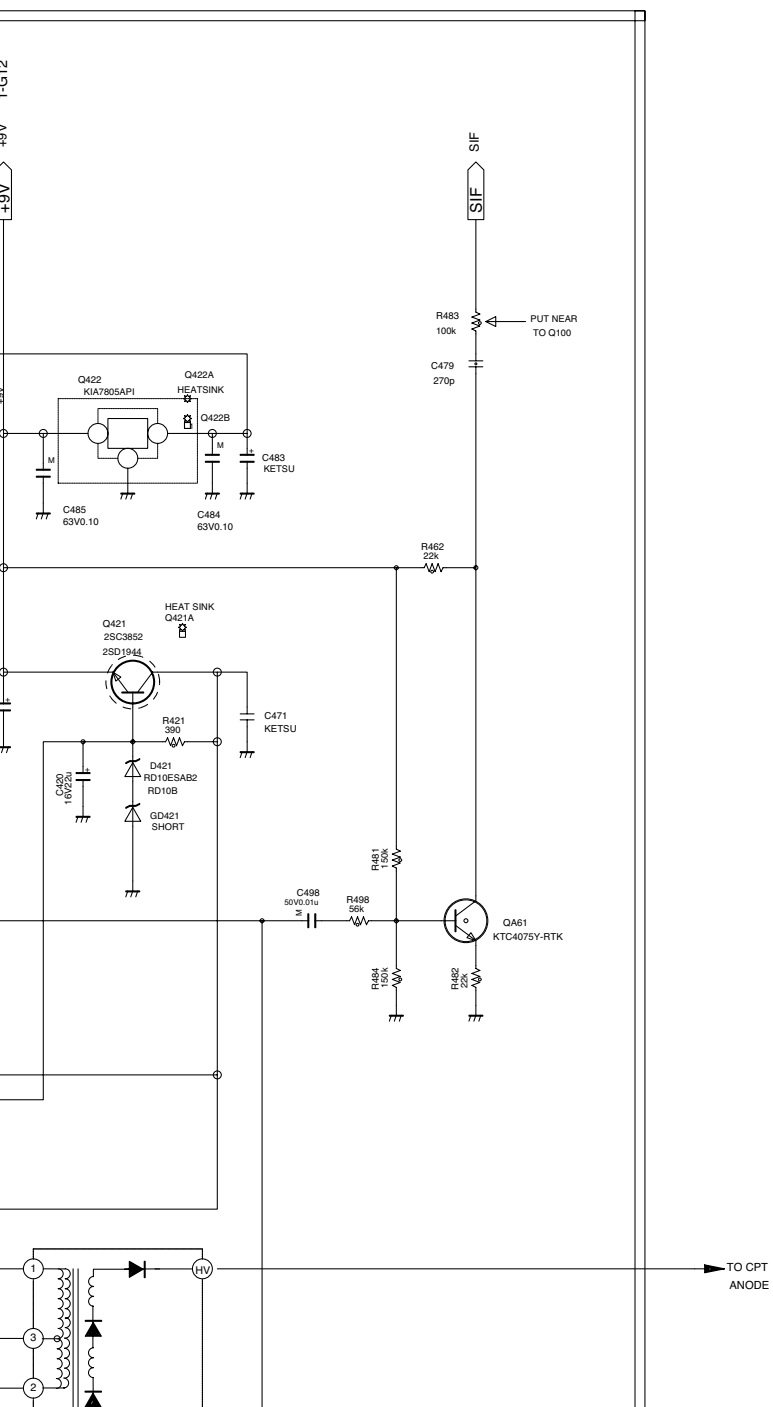 T-G12
+9V
+9V
SIF
SIF
R483
100k
PUT NEAR
TO Q100
C479
270p
Q422
KIA7805API
Q422A
HEATSINK
Q422B
+9V
M
M
+
C483
KETSU
C485
63V0.10
C484
63V0.10
R462
22k
HEAT SINK
Q421A
Q421
2SC3852
2SD1944
+
C471
KETSU
R421
390
C420
16V22u
+
D421
RD10ESAB2
RD10B
GD421
SHORT
R481
150k
C498
50V0.01u
M
R498
56k
QA61
KTC4075Y-RTK
R484
150k
R482
22k
1
HV
TO CPT
ANODE
3
2